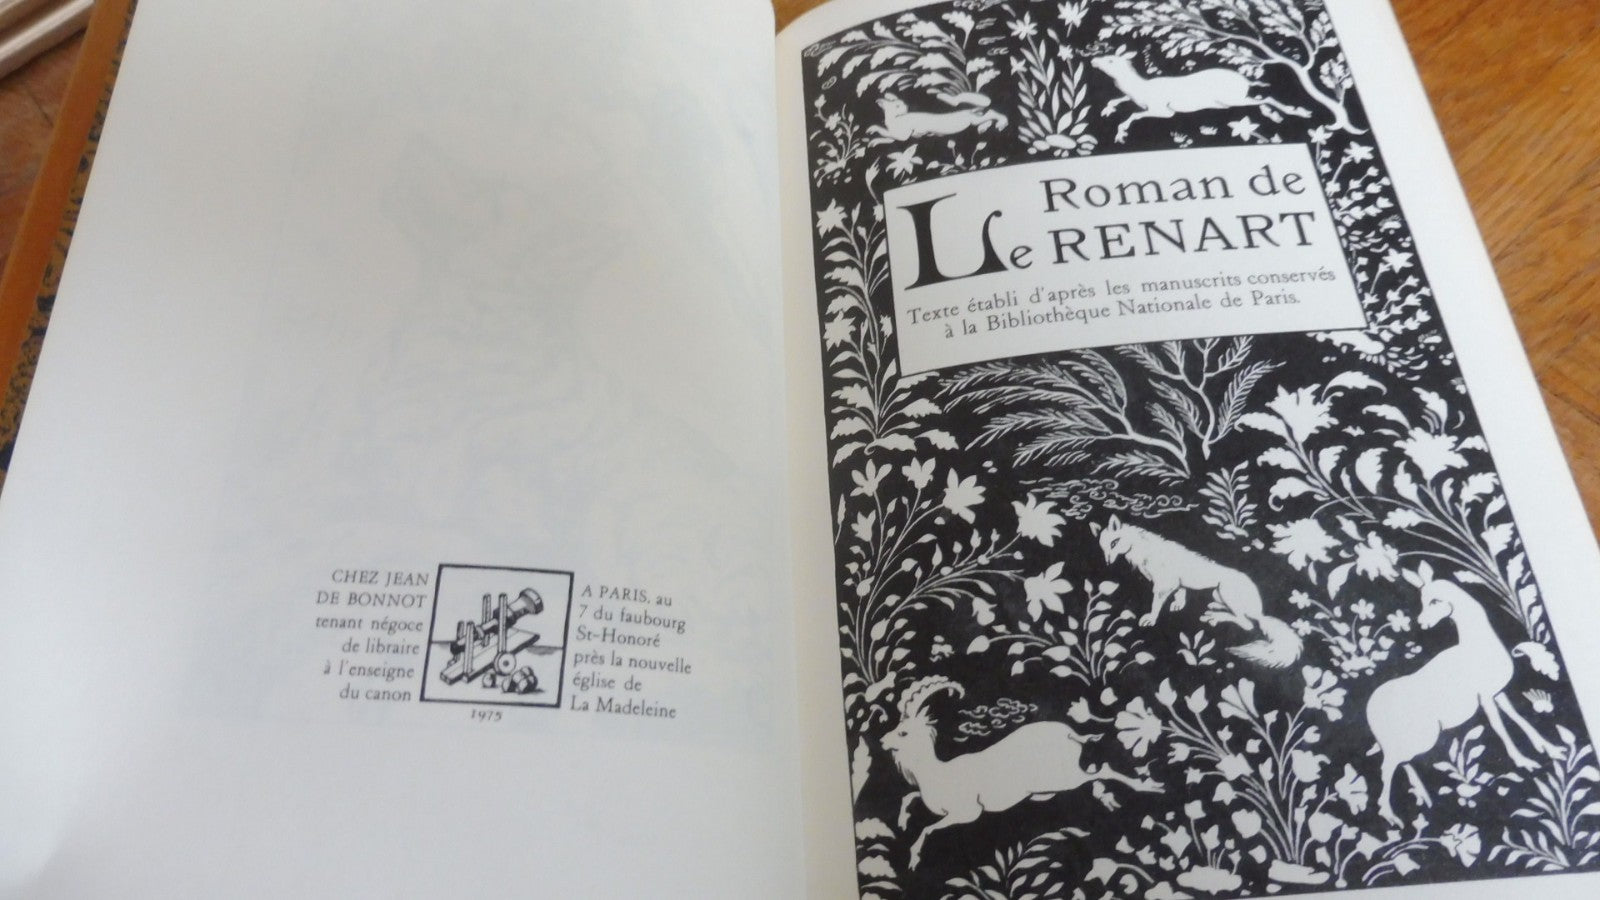 CHEZ JEAN
DE BONNOT
tenant négoce
de libraire
à l'enseigne
du canon
1975
A PARIS, au
7 du faubourg
St-Honoré
près la nouvelle
église de
La Madeleine
Roman de
Le RENART
Texte établi d'après les manuscrits conservés
à la Bibliothèque Nationale de Paris.